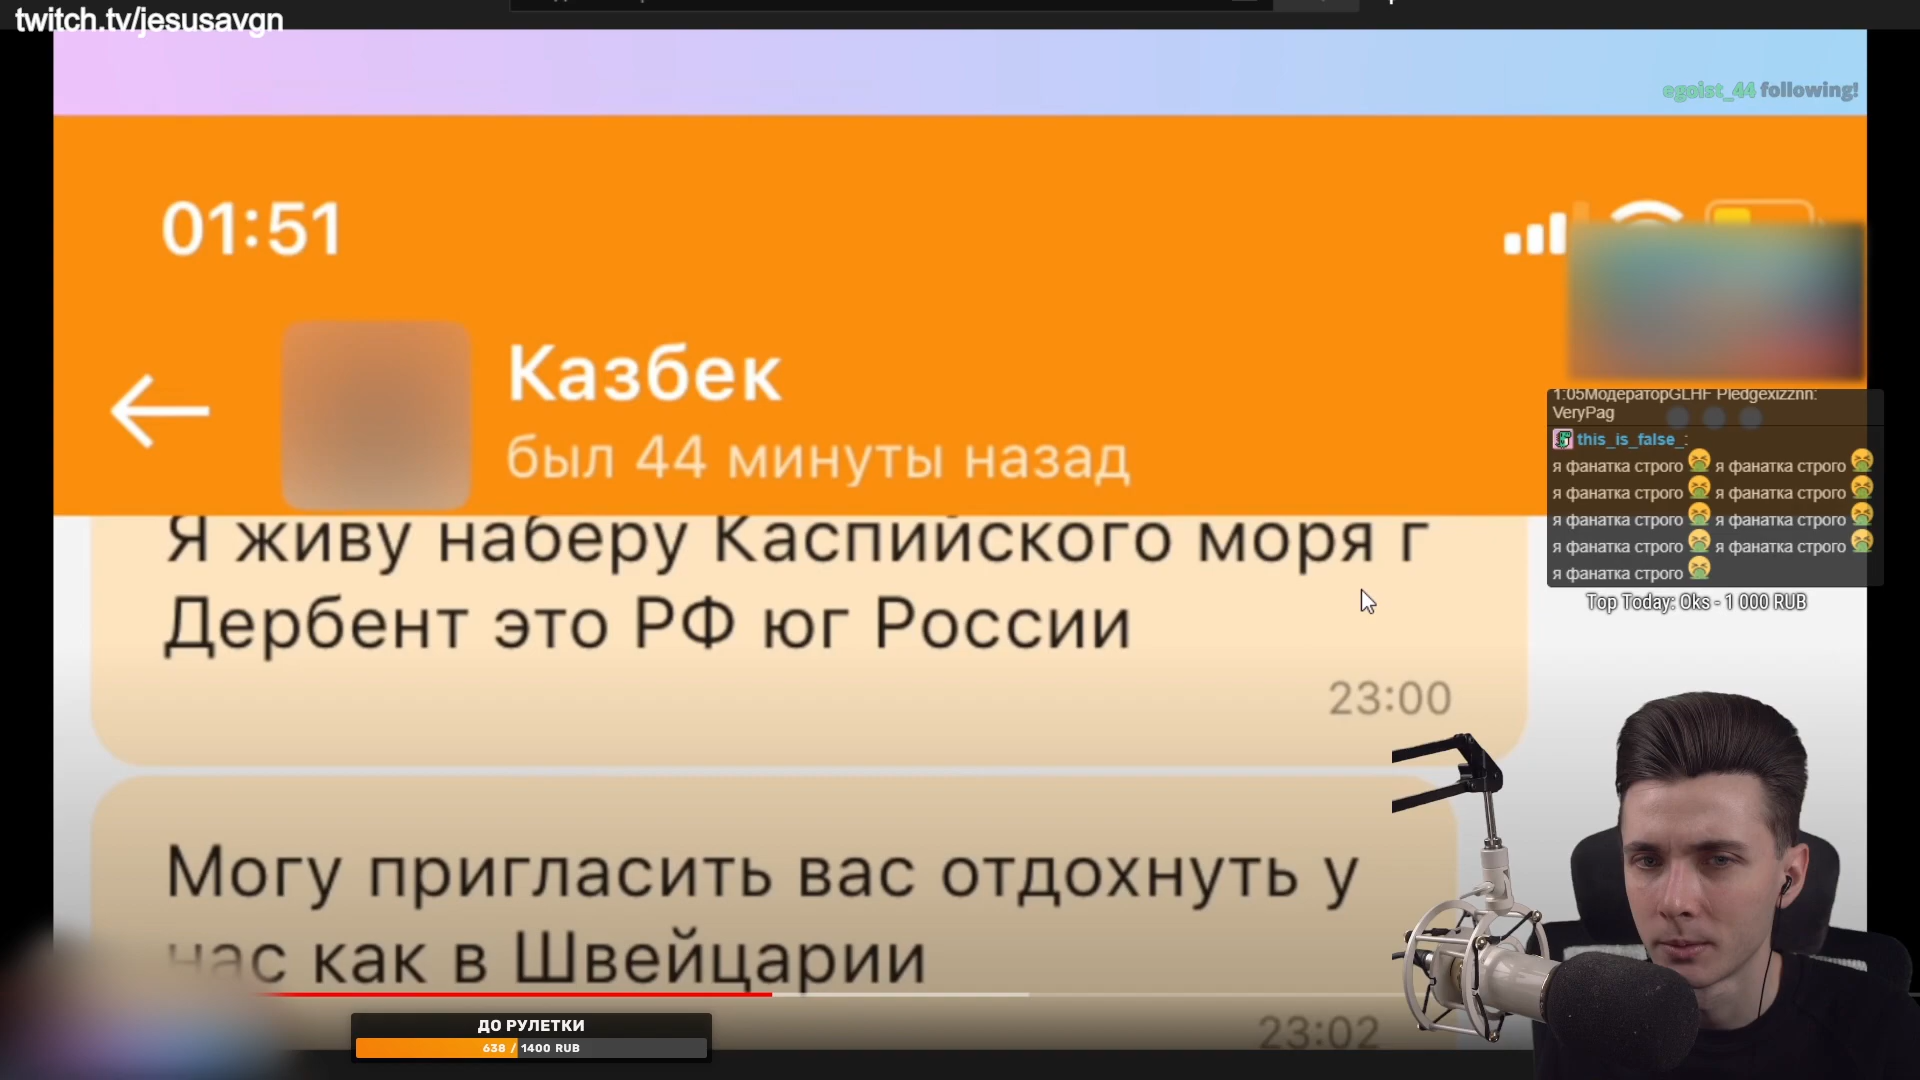 twitch.tv/jesusavgn
egoist_44 following!
01:51
Казбек
был 44 минуты назад
Я живу наберу Каспийского моря г
Дербент это РФ юг России
23:00
Могу пригласить вас отдохнуть у
нас как в Швейцарии
23:02
1:05МодераторGLHF Pledgexizznn:
VeryPag
this_is_false_:
я фанатка строго я фанатка строго
я фанатка строго я фанатка строго
я фанатка строго я фанатка строго
я фанатка строго я фанатка строго
я фанатка строго
Top Today: Oks - 1 000 RUB
ДО РУЛЕТКИ
638 / 1400 RUB